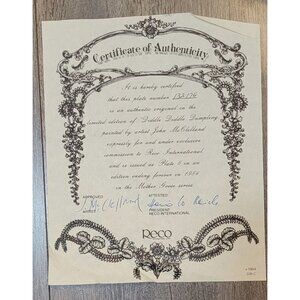 Certificate of Authenticity
It is hereby certified
that this plate number 
is an authentic original in the
limited edition of "Diddle Diddle Dumpling"
painted by artist John McClelland
expressly for and under exclusive
commission to Reco International
and is issued as Plate 6 in an
edition ending forever in 1984
in the Mother Goose series
APPROVED
ATTESTED
ARTIST
PRESIDENT
RECO INTERNATIONAL
Reco